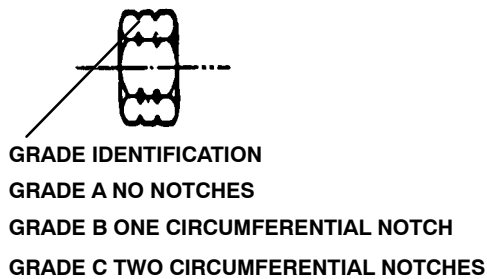 GRADE IDENTIFICATION
GRADE A NO NOTCHES
GRADE B ONE CIRCUMFERENTIAL NOTCH
GRADE C TWO CIRCUMFERENTIAL NOTCHES